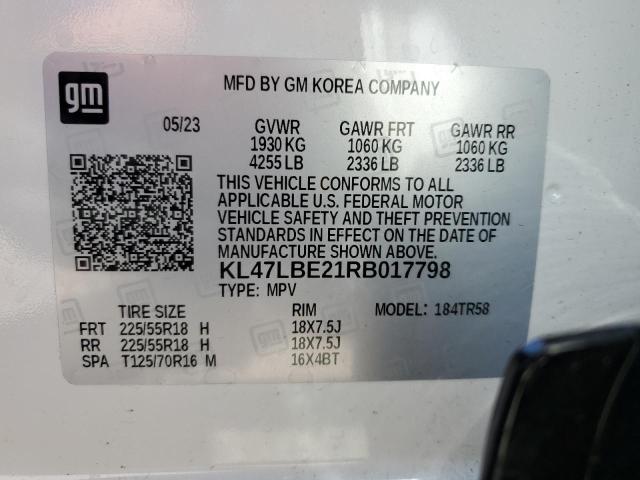 gm
MFD BY GM KOREA COMPANY
05/23 GVWR GAWR FRT GAWR RR
1930 KG 1060 KG 1060 KG
4255 LB 2336 LB 2336 LB
THIS VEHICLE CONFORMS TO ALL
APPLICABLE U.S. FEDERAL MOTOR
VEHICLE SAFETY AND THEFT PREVENTION
STANDARDS IN EFFECT ON THE DATE OF
MANUFACTURE SHOWN ABOVE.
KL47LBE21RB017798
TYPE: MPV MODEL: 184TR58
TIRE SIZE RIM
FRT 225/55R18 H 18X7.5J
RR 225/55R18 H 18X7.5J
SPA T125/70R16 M 16X4BT